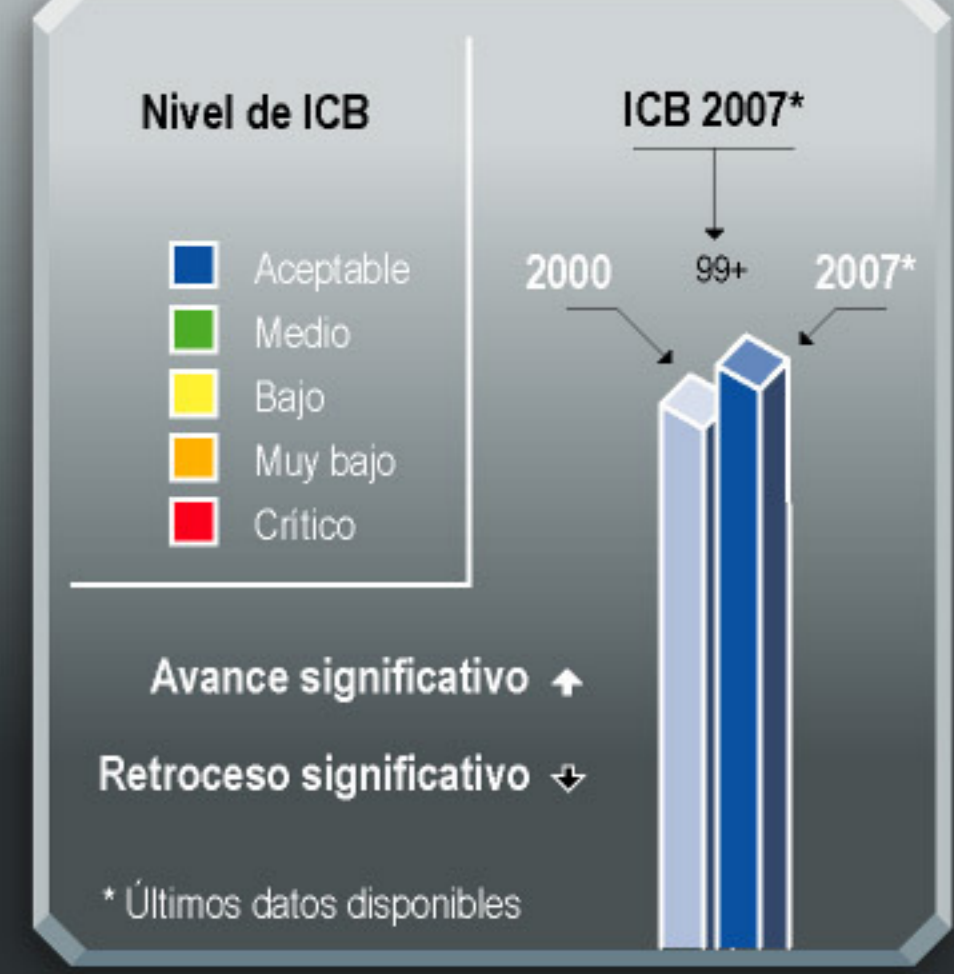 Nivel de ICB
Aceptable
Medio
Bajo
Muy bajo
Crítico
ICB 2007*
2000
99+
2007*
Avance significativo
Retroceso significativo
* Últimos datos disponibles